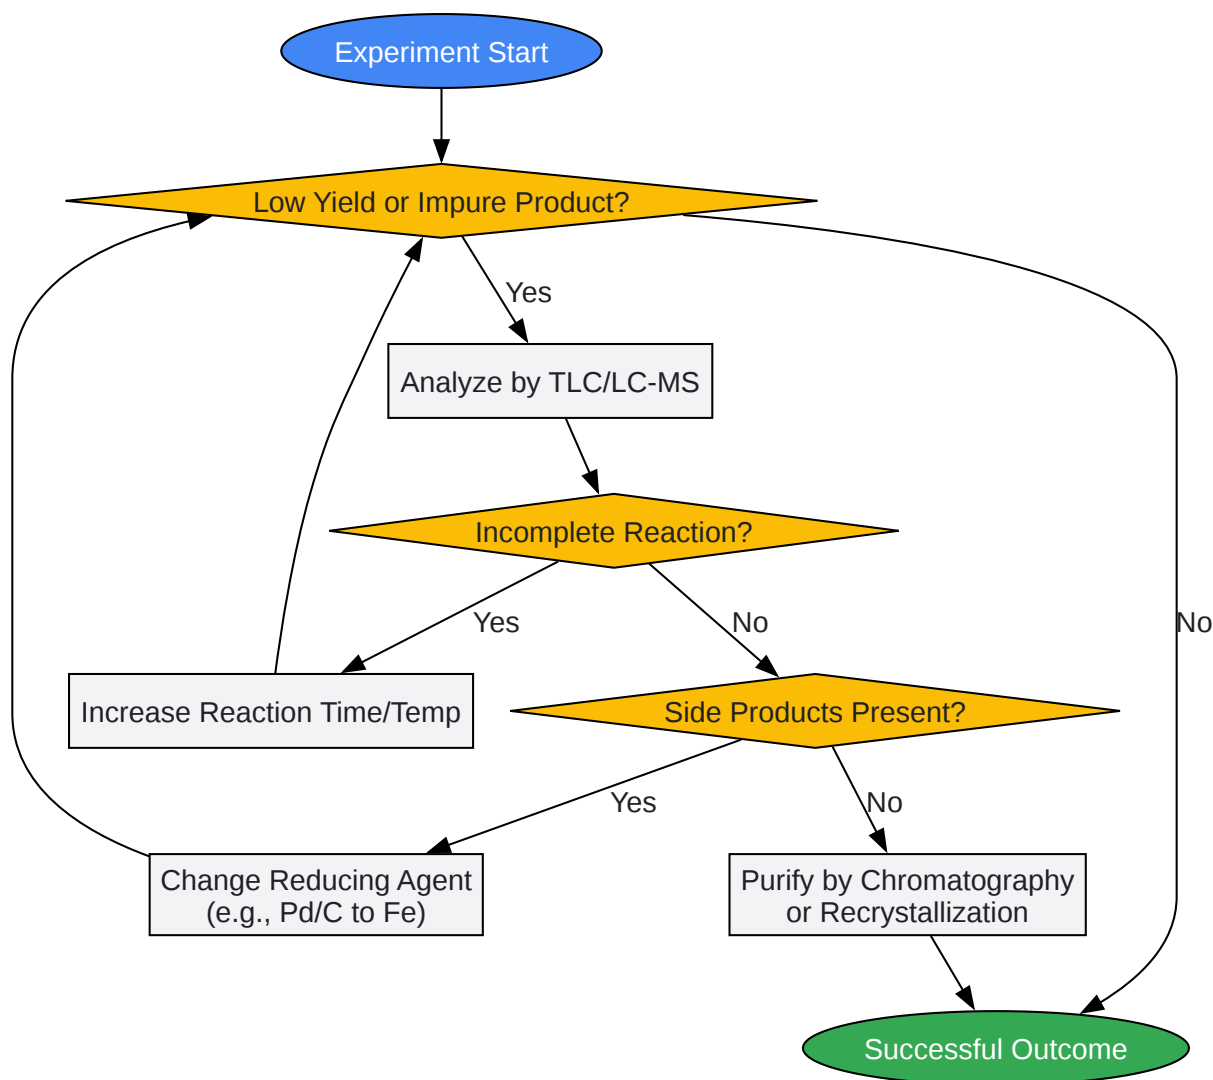 Experiment Start
Low Yield or Impure Product?
Yes
Analyze by TLC/LC-MS
Incomplete Reaction?
Yes
No
No
Increase Reaction Time/Temp
Side Products Present?
Yes
No
Change Reducing Agent
(e.g., Pd/C to Fe)
Purify by Chromatography
or Recrystallization
Successful Outcome